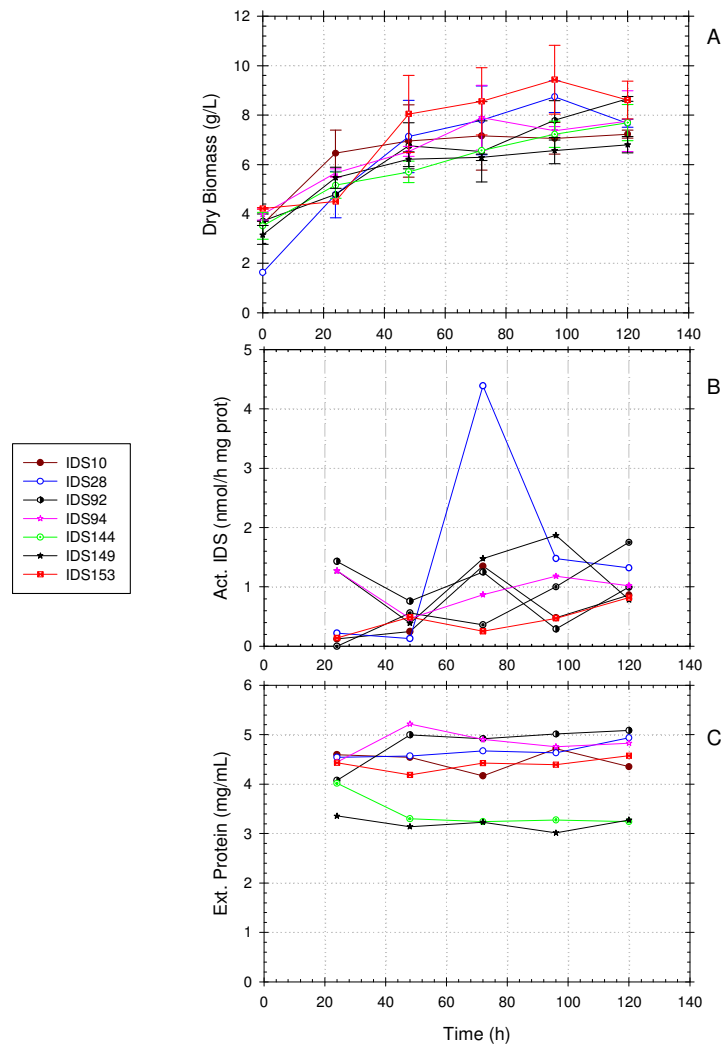 12
10
8
6
4
2
0
Dry Biomass (g/L)
A
0 20 40 60 80 100 120 140
5
4
3
2
1
0
Act. IDS (nmol/h mg prot)
B
0 20 40 60 80 100 120 140
IDS10
IDS28
IDS92
IDS94
IDS144
IDS149
IDS153
6
5
4
3
2
1
0
Ext. Protein (mg/mL)
C
0 20 40 60 80 100 120 140
Time (h)